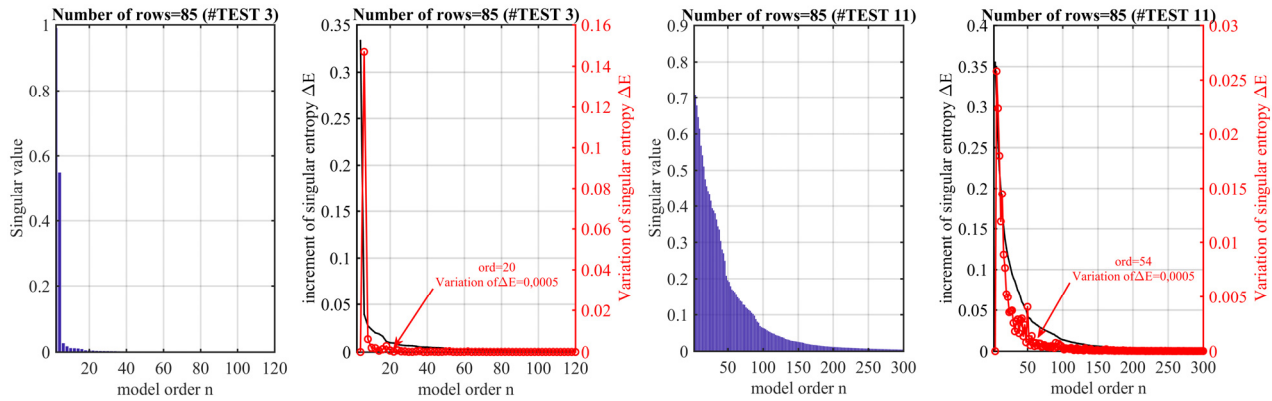 Number of rows=85 (#TEST 3)
Singular value
1
0.8
0.6
0.4
0.2
0
20 40 60 80 100 120
model order n
Number of rows=85 (#TEST 3)
increment of singular entropy ΔE
0.35
0.3
0.25
0.2
0.15
0.1
0.05
0
ord=20
Variation ofΔE=0,0005
20 40 60 80 100 120
model order n
0.16
0.14
0.12
0.1
0.08
0.06
0.04
0.02
0
Variation of singular entropy ΔE
Number of rows=85 (#TEST 11)
Singular value
0.9
0.8
0.7
0.6
0.5
0.4
0.3
0.2
0.1
0
50 100 150 200 250 300
model order n
Number of rows=85 (#TEST 11)
increment of singular entropy ΔE
0.4
0.35
0.3
0.25
0.2
0.15
0.1
0.05
0
ord=54
Variation ofΔE=0,0005
50 100 150 200 250 300
model order n
0.03
0.025
0.02
0.015
0.01
0.005
0
Variation of singular entropy ΔE